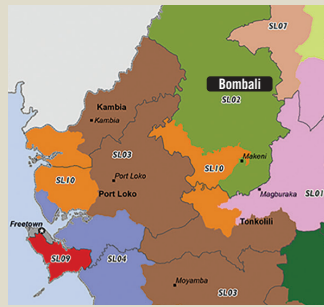 SL07
Bombali
SL02
Kambia
Kambia
SL03
Makeni
SL10
Port Loko
SL10
Port Loko
Magburaka
SL01
Tonkolili
Freetown
SL09
SL04
Moyamba
SL03